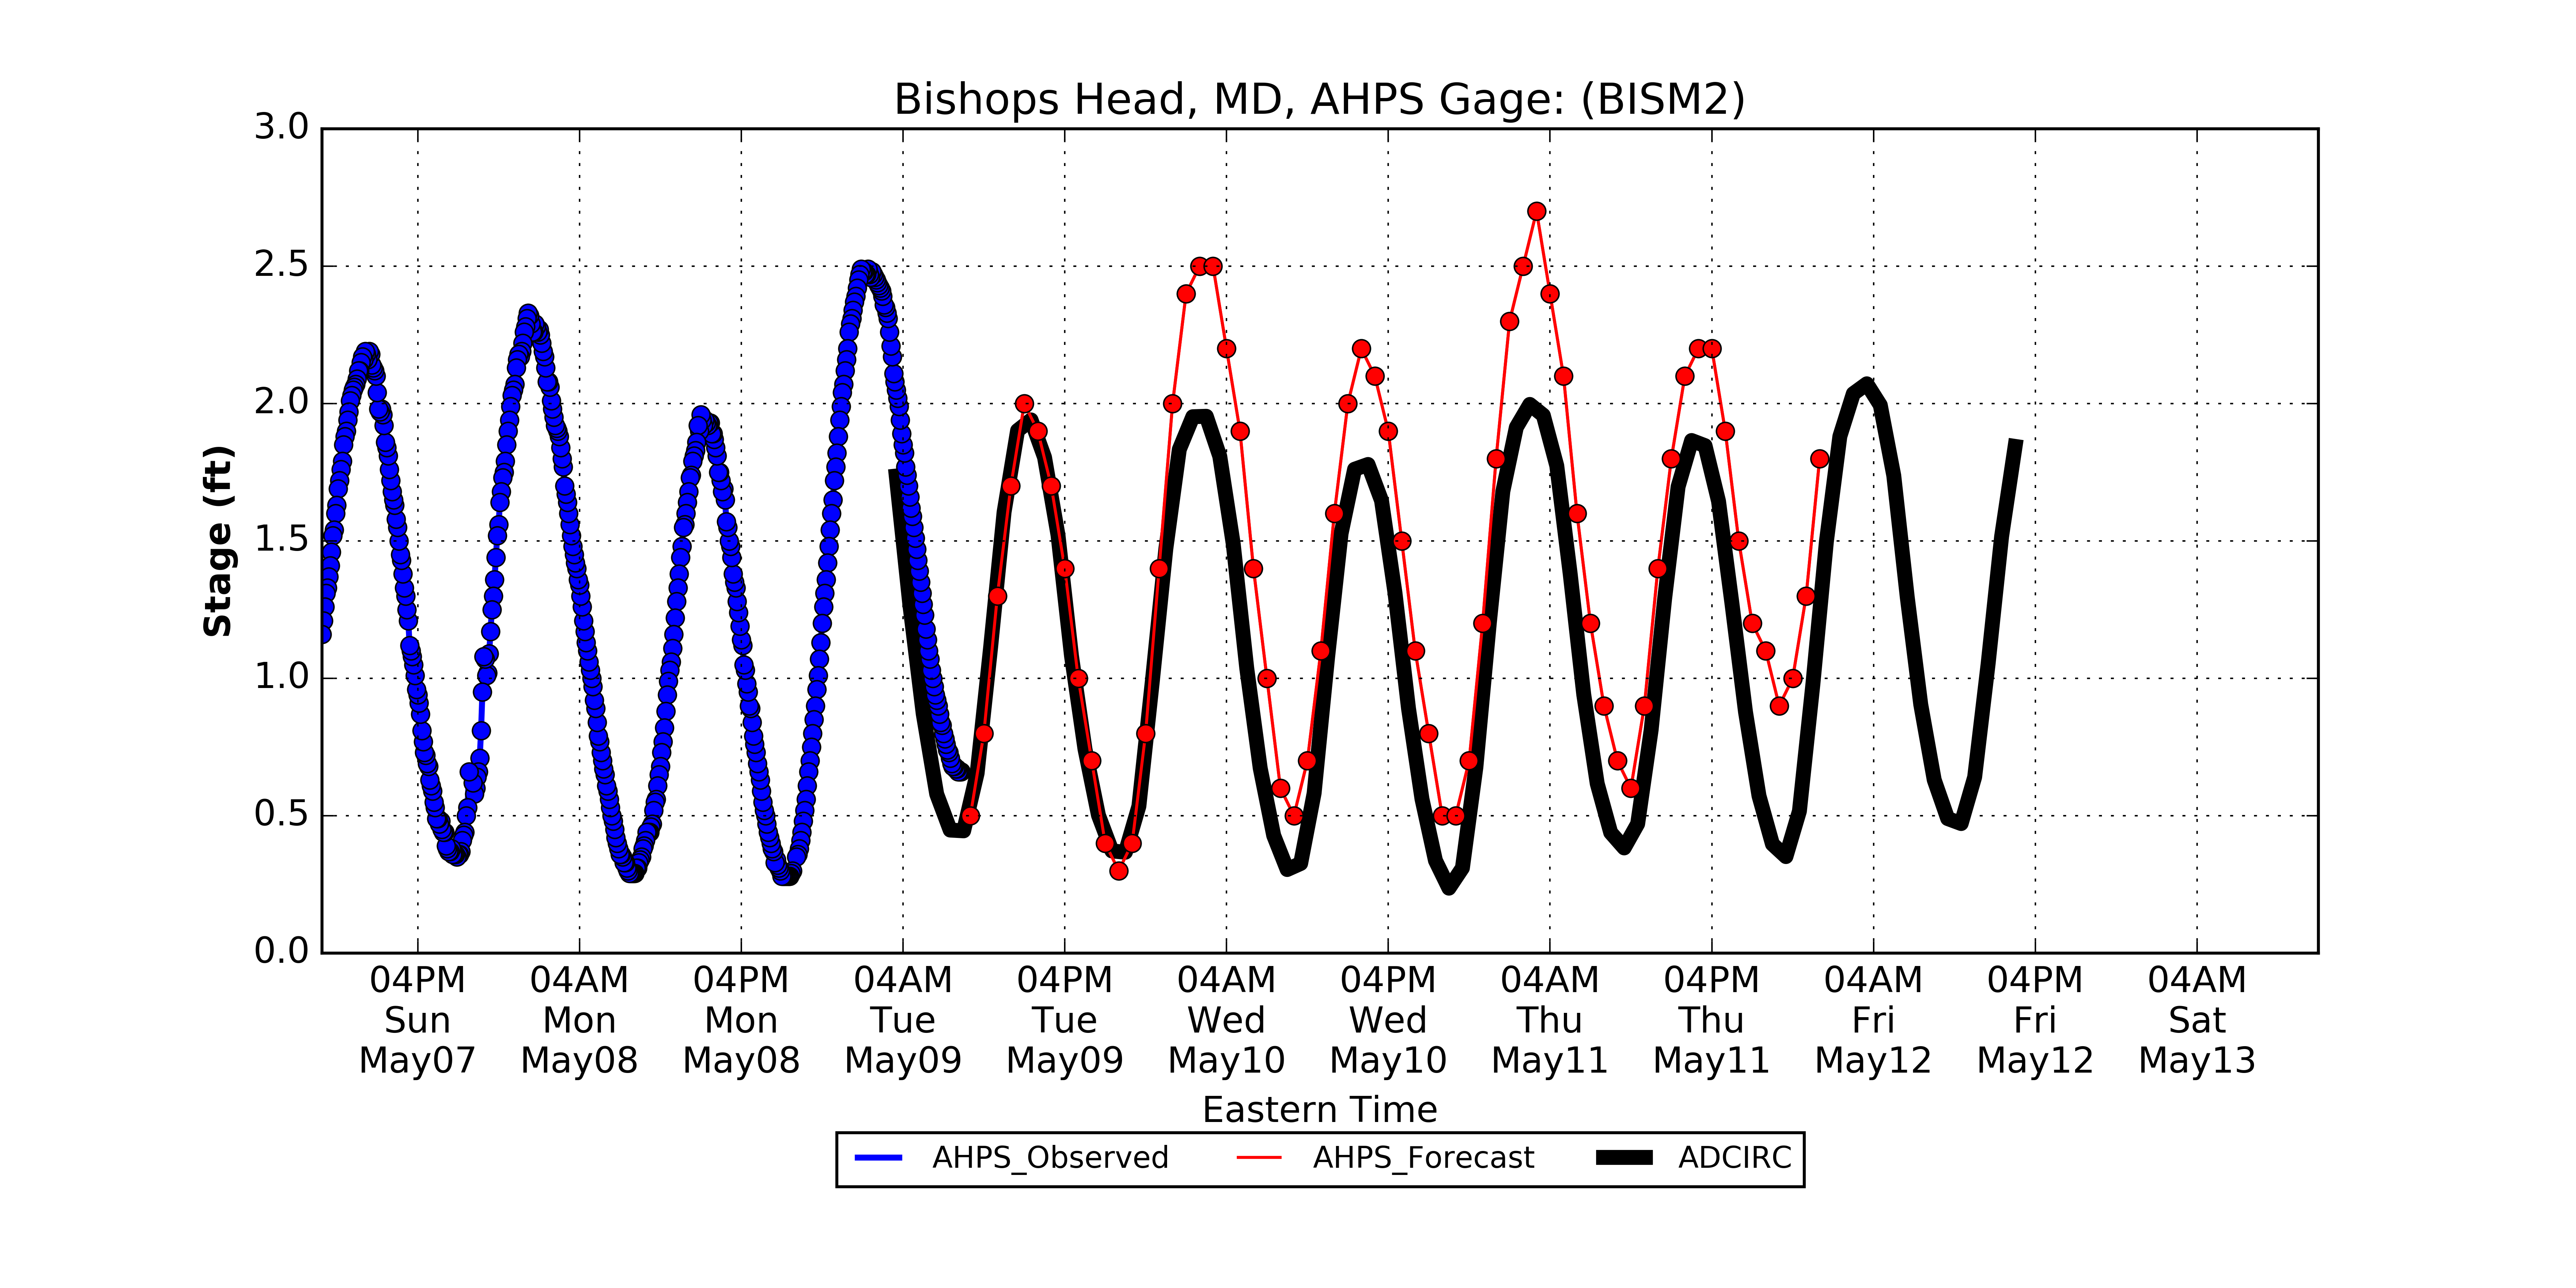 Bishops Head, MD, AHPS Gage: (BISM2)
3.0
2.5
2.0
1.5
1.0
0.5
0.0
Stage (ft)
04PM 04AM 04PM 04AM 04PM 04AM 04PM 04AM 04PM 04AM 04PM 04AM
Sun Mon Mon Tue Tue Wed Wed Thu Thu Fri Fri Sat
May07 May08 May08 May09 May09 May10 May10 May11 May11 May12 May12 May13
Eastern Time
AHPS_Observed AHPS_Forecast ADCIRC